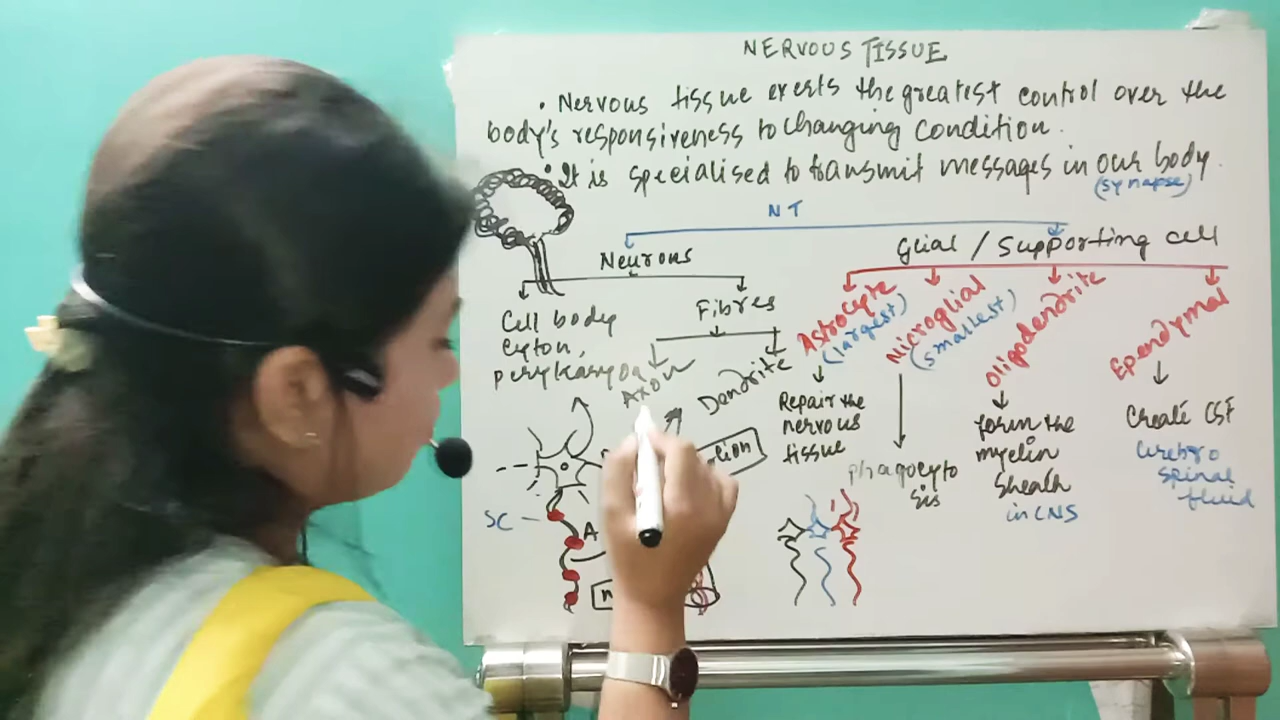 NERVOUS TISSUE
• Nervous tissue exerts the greatest control over the
body's responsiveness to changing condition.
• It is specialised to transmit messages in our body.
(synapse)
NT
Neurons
Glial / Supporting cell
Cell body
Cyton,
perykaryon
Fibres
Axon
Dendrite
Astrocyte
(largest)
Microglial
(smallest)
Oligodendrite
Ependymal
Repair the
nervous
tissue
phagocyto
sis
form the
myelin
sheath
in CNS
Create CSF
Cerebro
spinal
fluid
SC
A